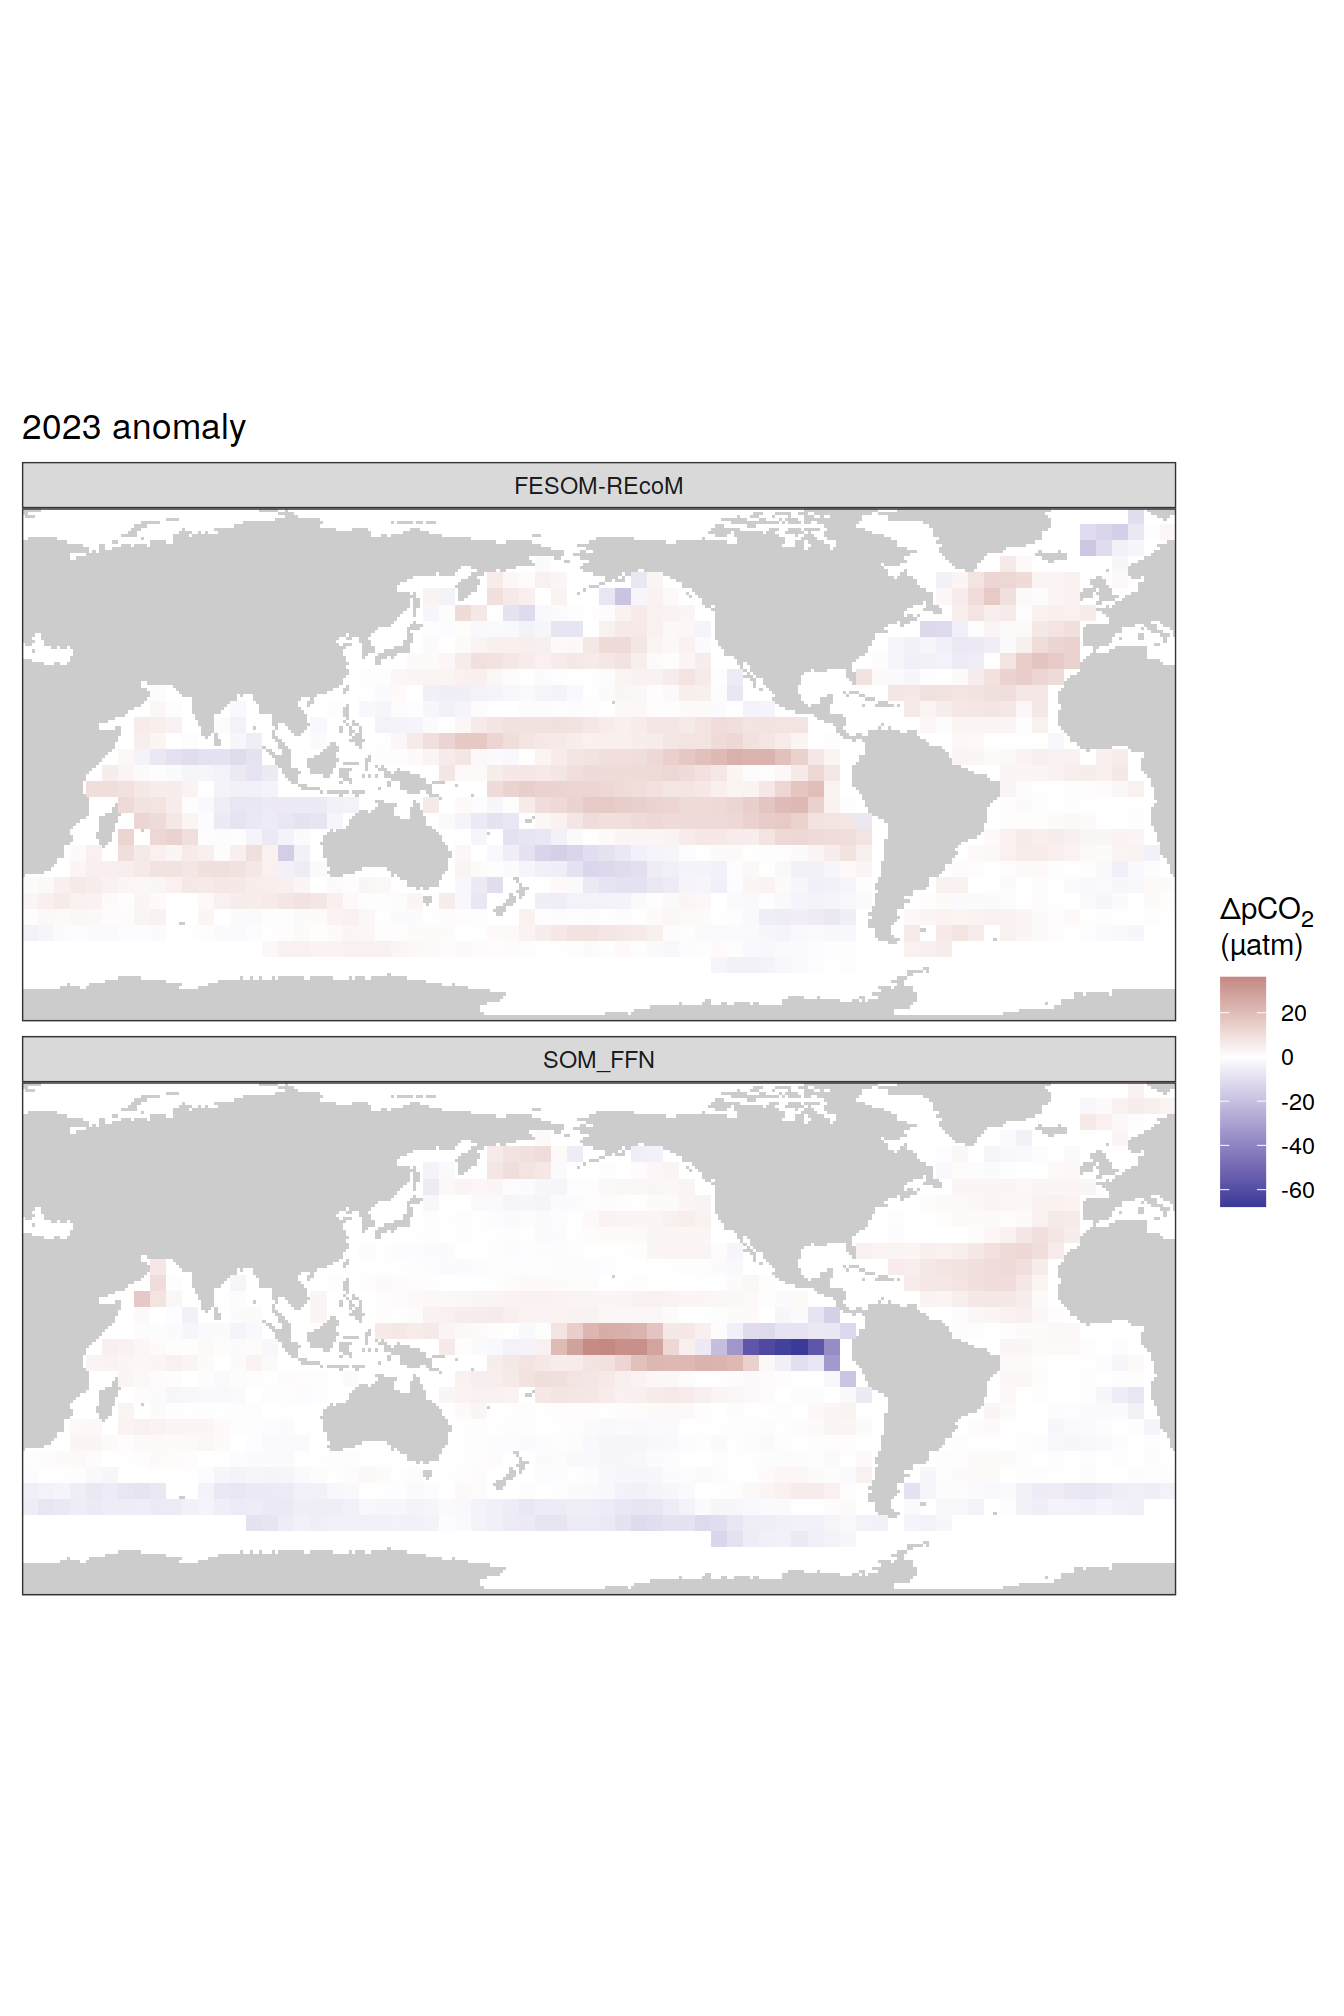 2023 anomaly
FESOM-REcoM
SOM_FFN
ΔpCO₂
(µatm)
20
0
-20
-40
-60